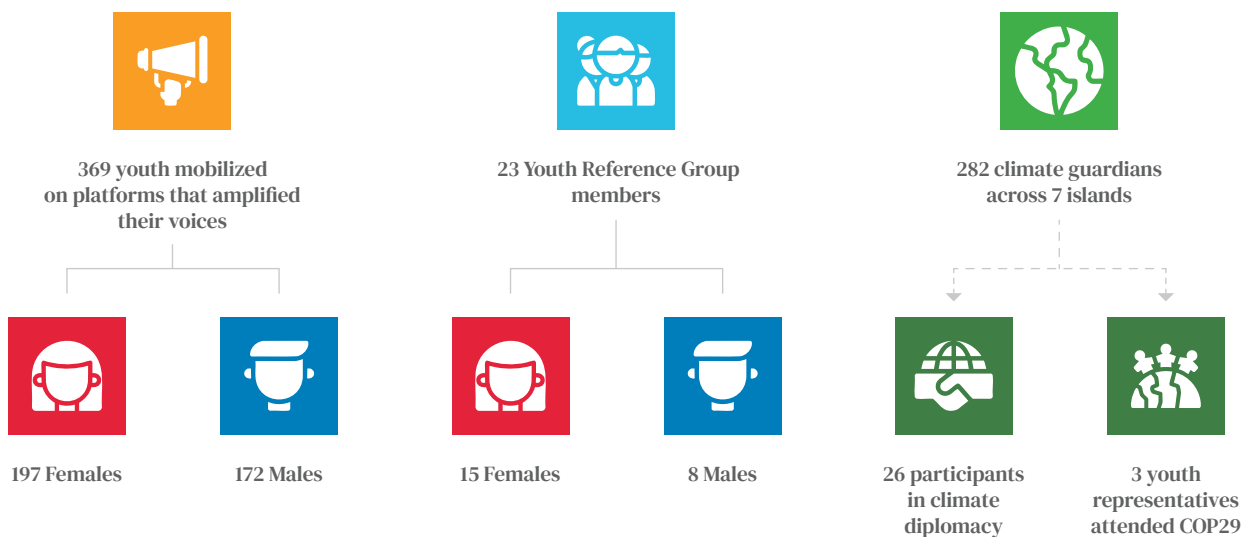 369 youth mobilized
on platforms that amplified
their voices
23 Youth Reference Group
members
282 climate guardians
across 7 islands
197 Females
172 Males
15 Females
8 Males
26 participants
in climate
diplomacy
3 youth
representatives
attended COP29